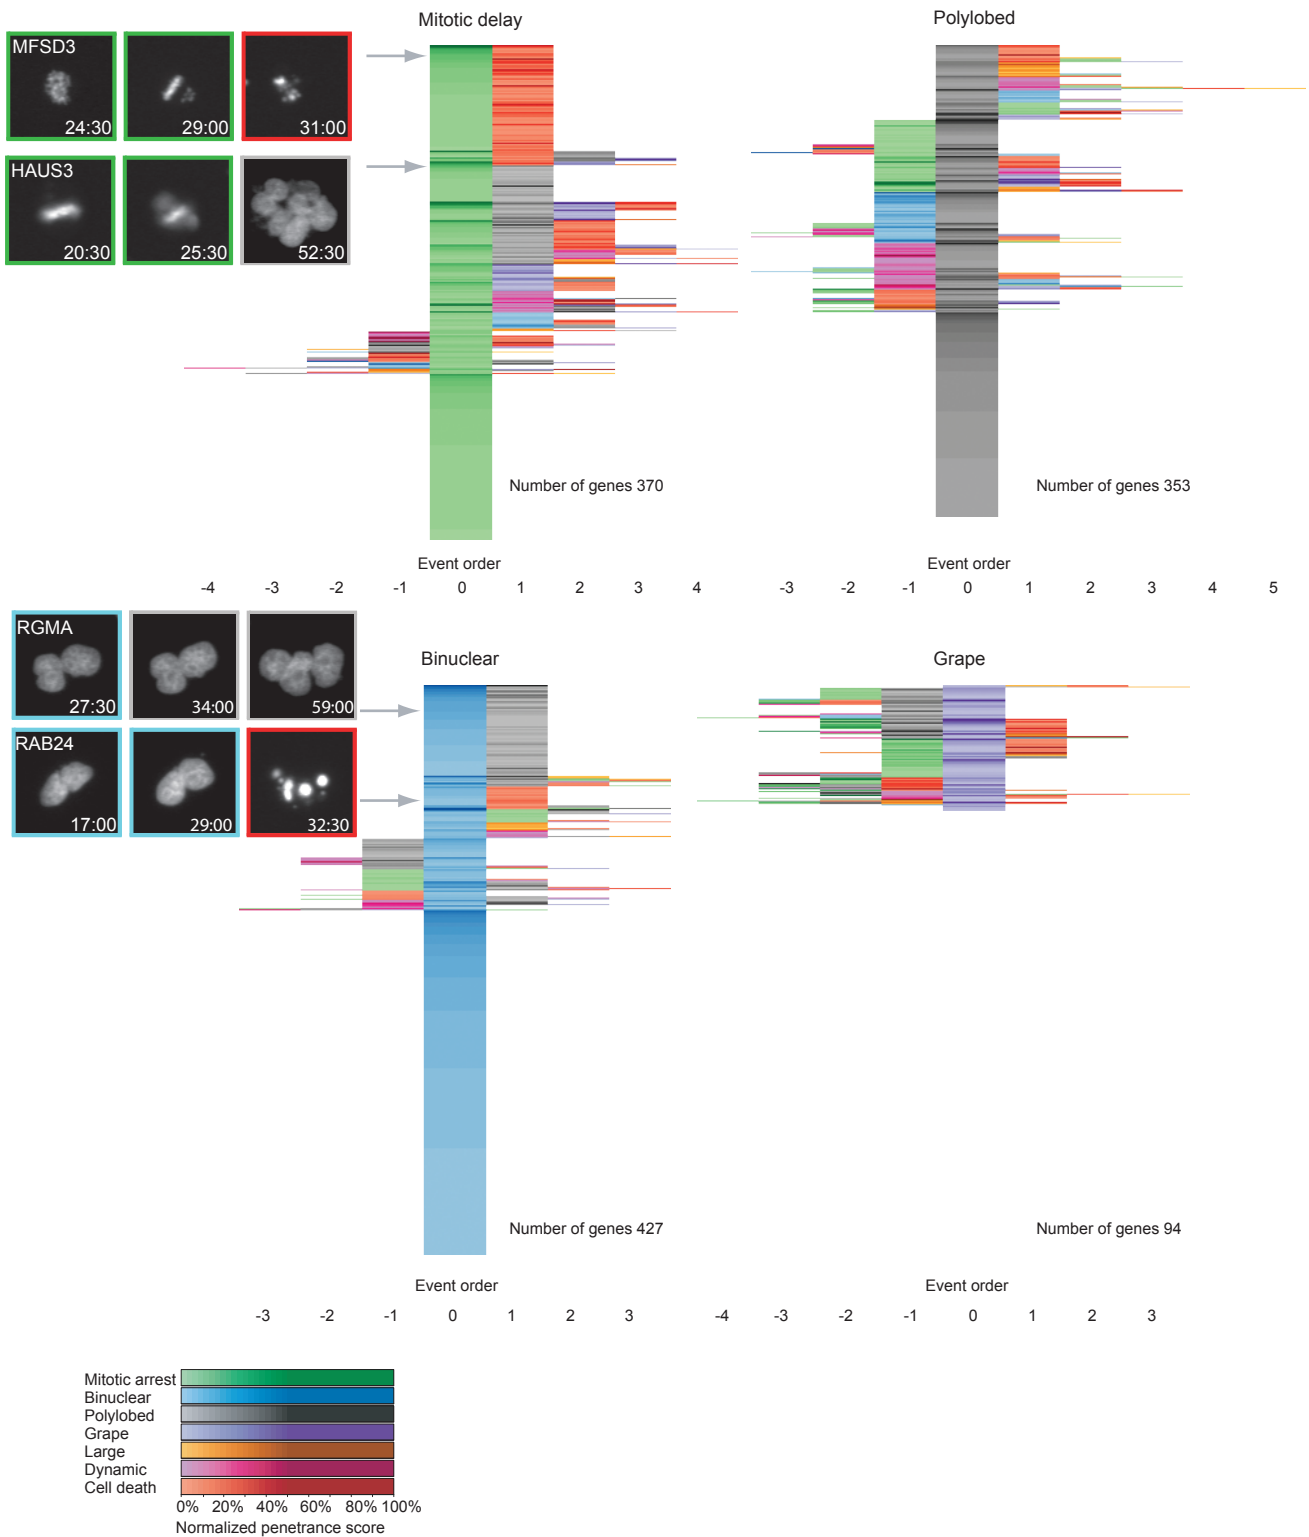 Mitotic delay
Polylobed
MFSD3
24:30
29:00
31:00
HAUS3
20:30
25:30
52:30
Number of genes 370
Number of genes 353
Event order
Event order
-4 -3 -2 -1 0 1 2 3 4
-3 -2 -1 0 1 2 3 4 5
RGMA
27:30
34:00
59:00
Binuclear
Grape
RAB24
17:00
29:00
32:30
Number of genes 427
Number of genes 94
Event order
Event order
-3 -2 -1 0 1 2 3
-4 -3 -2 -1 0 1 2 3
Mitotic arrest
Binuclear
Polylobed
Grape
Large
Dynamic
Cell death
0% 20% 40% 60% 80% 100%
Normalized penetrance score